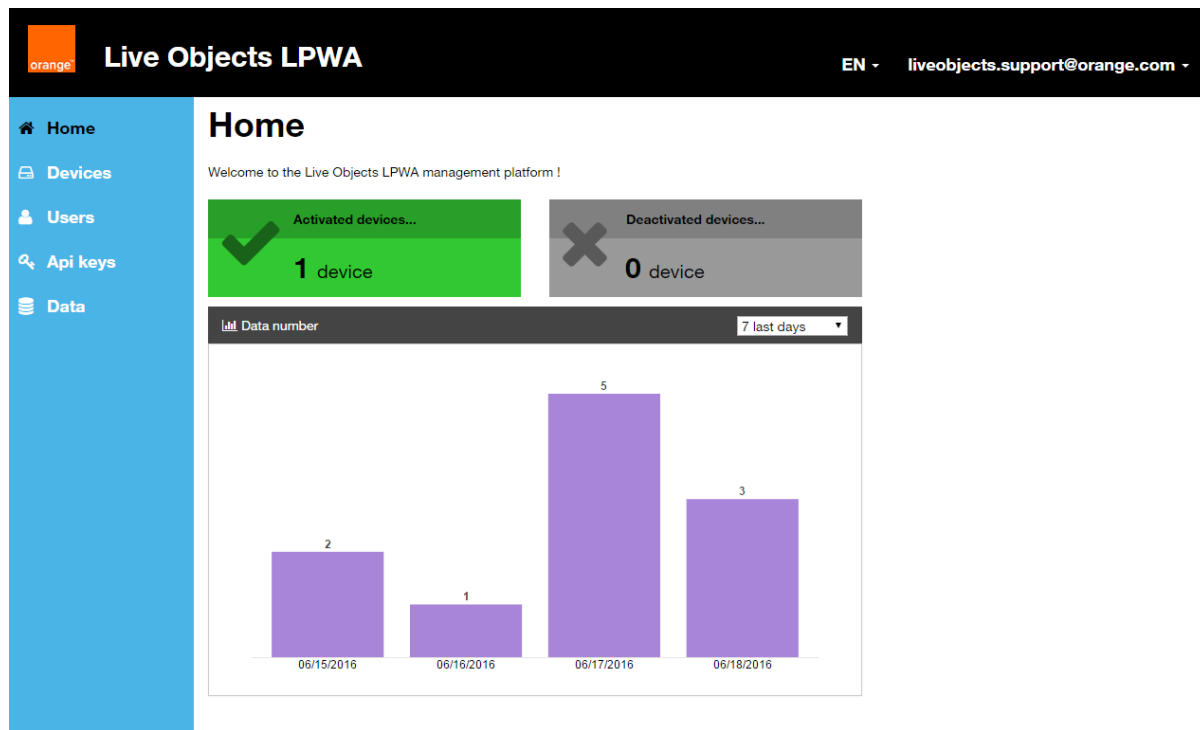 orange™
Live Objects LPWA
EN
liveobjects.support@orange.com
Home
Devices
Users
Api keys
Data
Home
Welcome to the Live Objects LPWA management platform !
Activated devices...
1 device
Deactivated devices...
0 device
Data number
7 last days
5
3
2
1
06/15/2016 06/16/2016 06/17/2016 06/18/2016